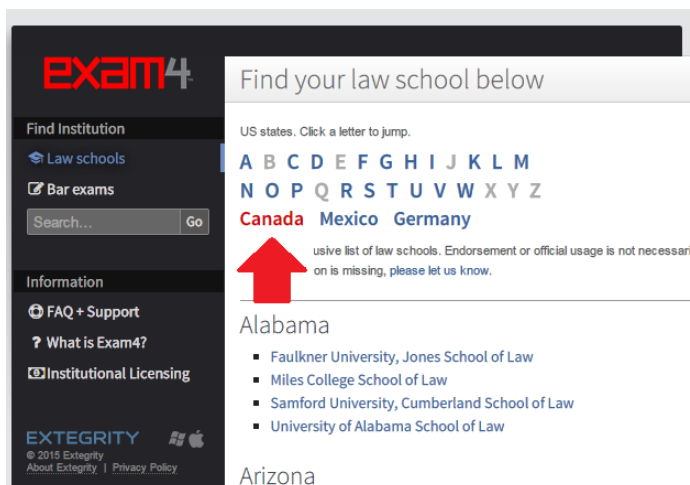 exam4
Find Institution
Law schools
Bar exams
Search...
Go
Information
FAQ + Support
? What is Exam4?
Institutional Licensing
EXTEGRITY
© 2015 Extegrity
About Extegrity | Privacy Policy
Find your law school below
US states. Click a letter to jump.
A B C D E F G H I J K L M
N O P Q R S T U V W X Y Z
Canada Mexico Germany
usive list of law schools. Endorsement or official usage is not
on is missing, please let us know.
Alabama
Faulkner University, Jones School of Law
Miles College School of Law
Samford University, Cumberland School of Law
University of Alabama School of Law
Arizona